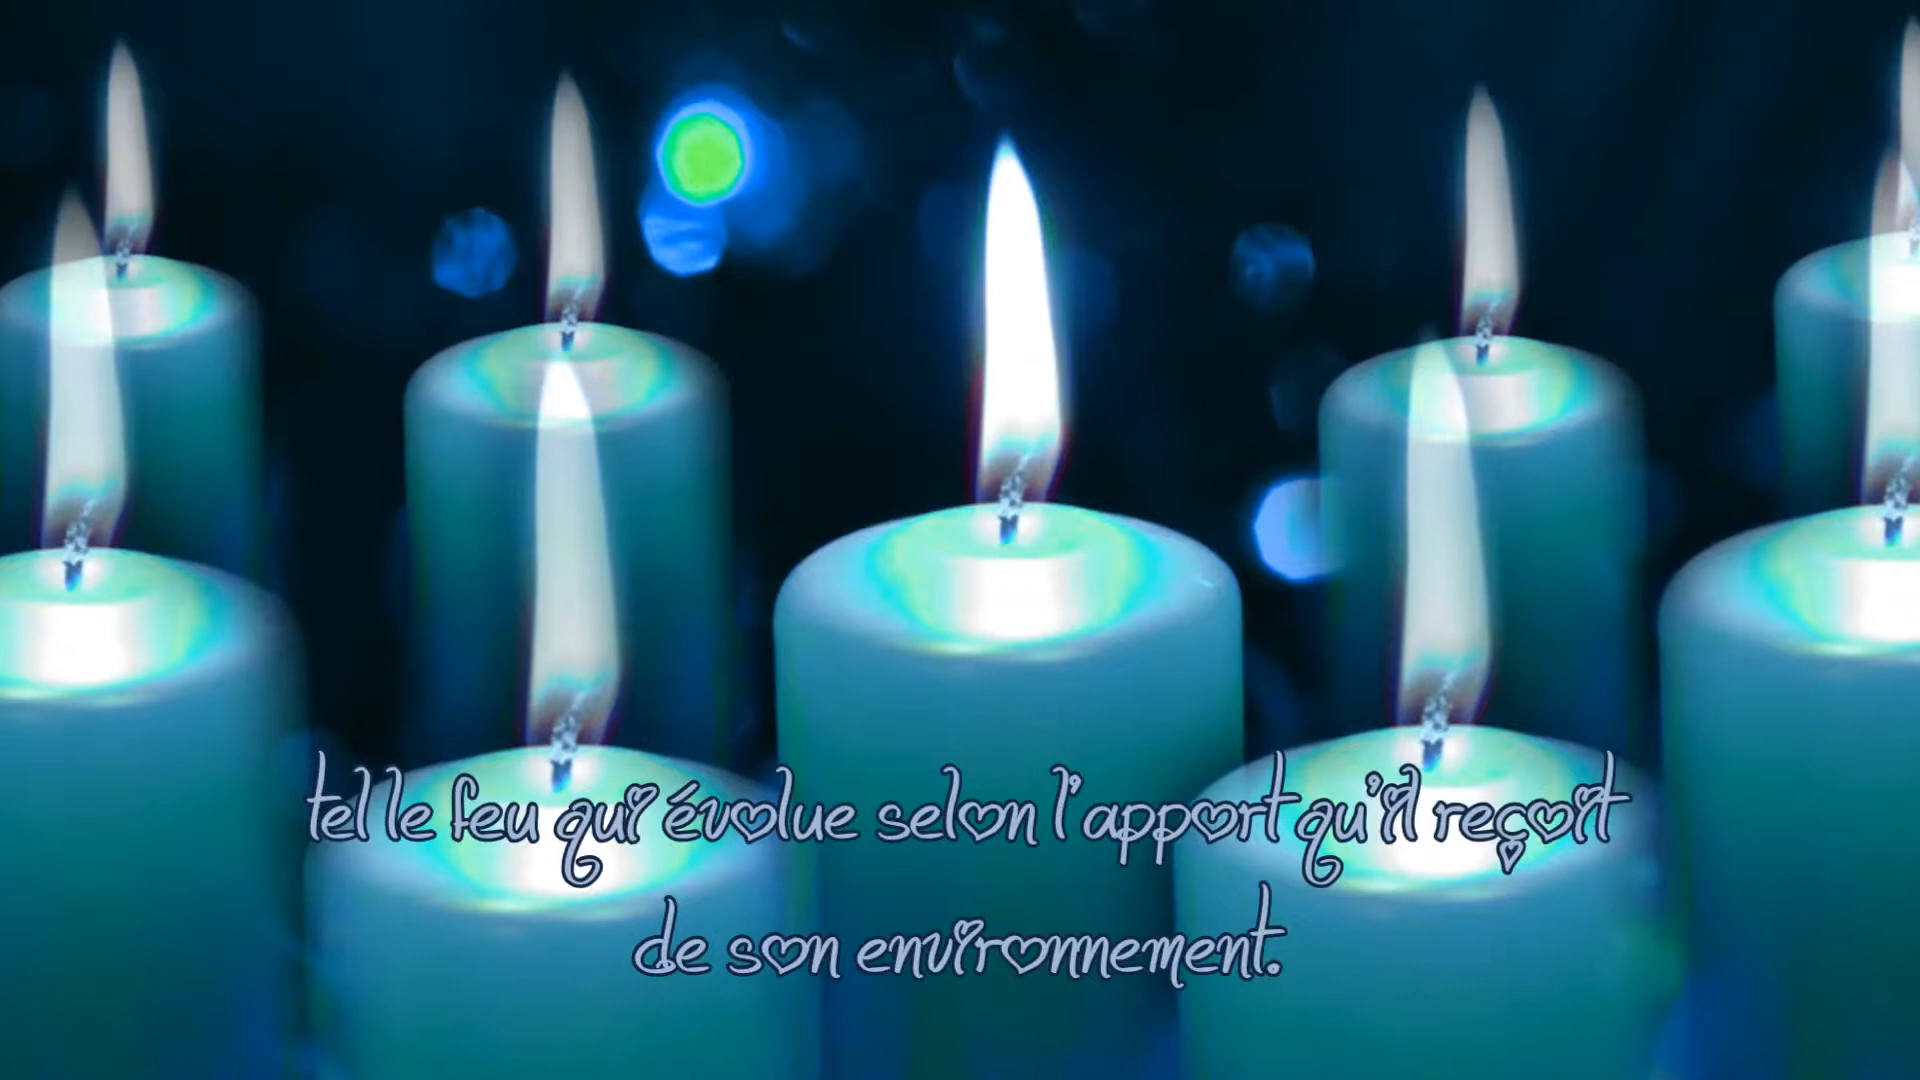 tel le feu qui évolue selon l'apport qu'il reçoit
de son environnement.